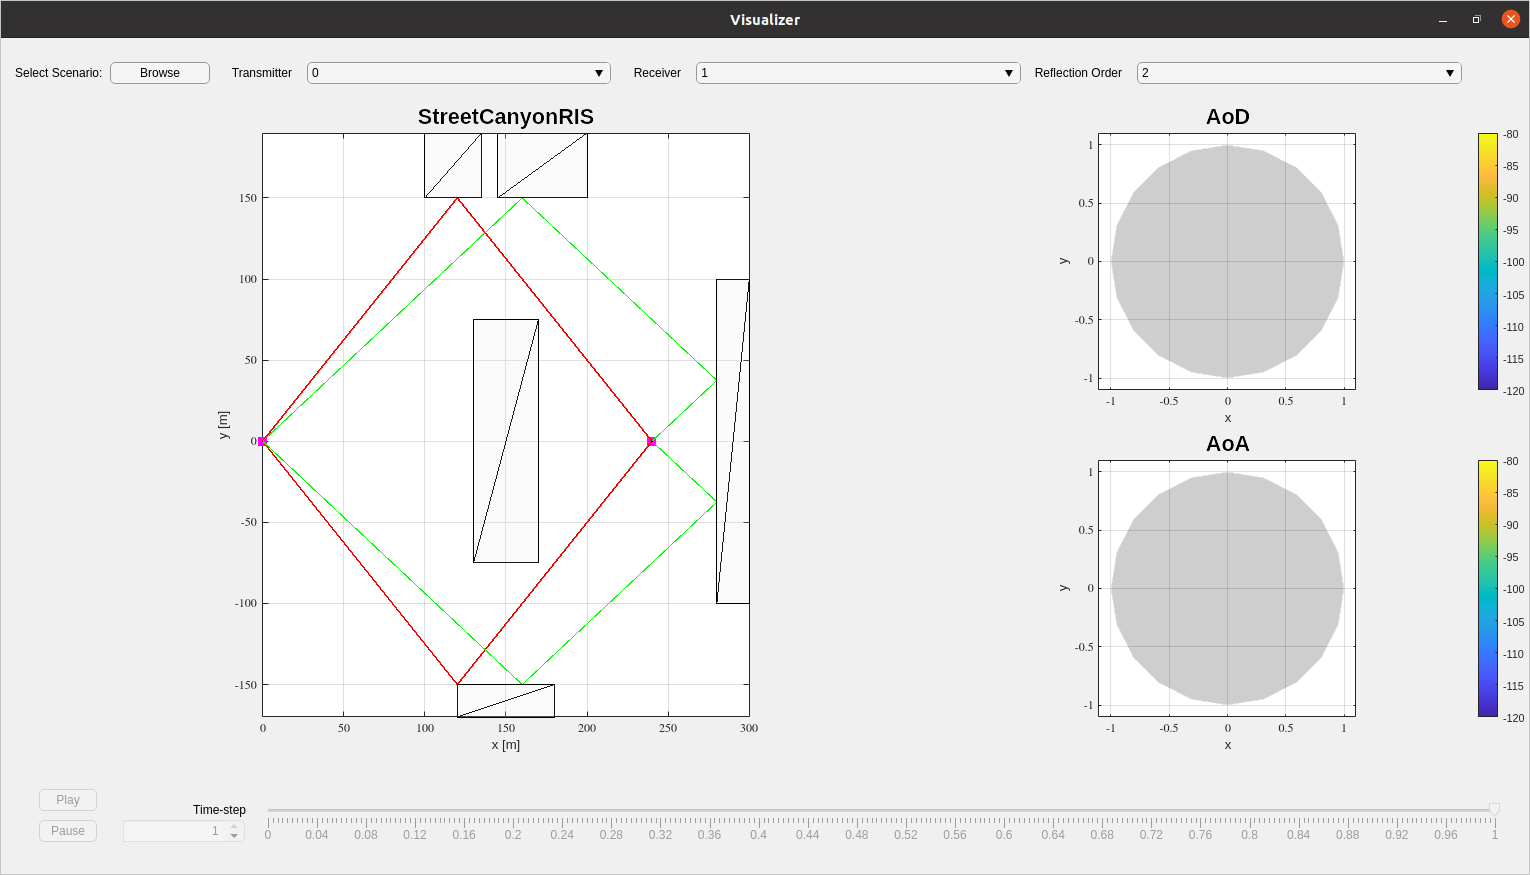 Visualizer
Select Scenario: Browse Transmitter 0 Receiver 1 Reflection Order 2
StreetCanyonRIS
150
100
50
0
-50
-100
-150
y [m]
0 50 100 150 200 250 300
x [m]
AoD
1
0.5
0
-0.5
-1
y
-1 -0.5 0 0.5 1
x
-80
-85
-90
-95
-100
-105
-110
-115
-120
AoA
1
0.5
0
-0.5
-1
y
-1 -0.5 0 0.5 1
x
-80
-85
-90
-95
-100
-105
-110
-115
-120
Play
Pause
Time-step
1
0 0.04 0.08 0.12 0.16 0.2 0.24 0.28 0.32 0.36 0.4 0.44 0.48 0.52 0.56 0.6 0.64 0.68 0.72 0.76 0.8 0.84 0.88 0.92 0.96 1